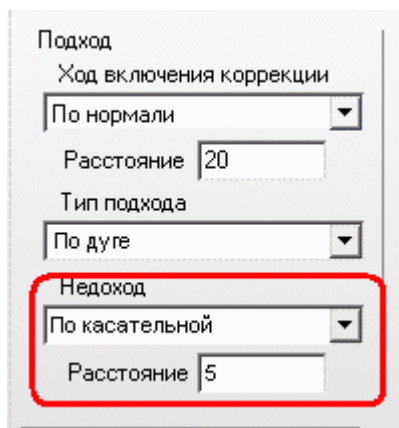 Подход
Ход включения коррекции
По нормали
Расстояние 20
Тип подхода
По дуге
Недоход
По касательной
Расстояние 5